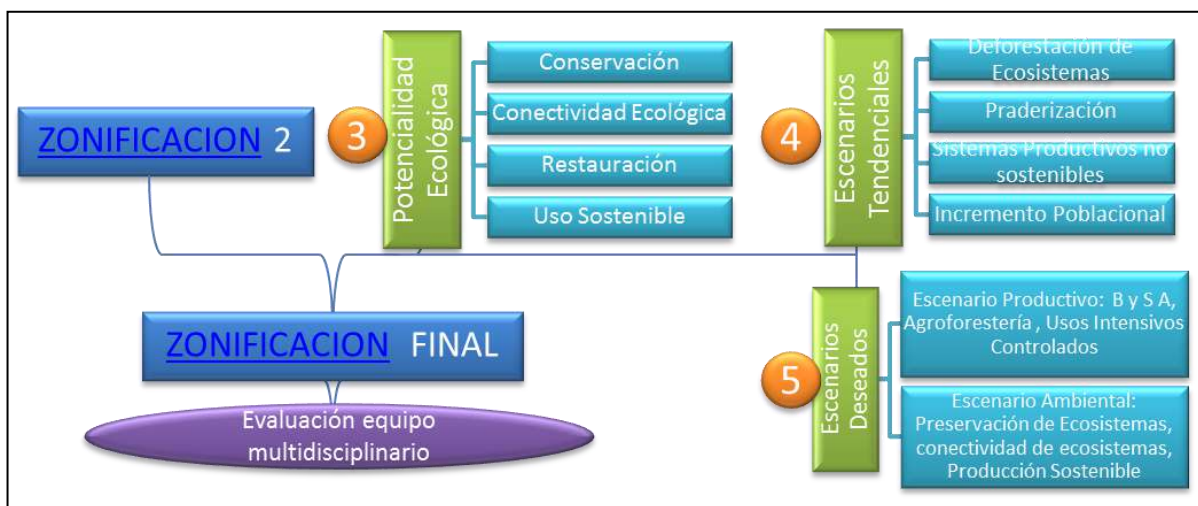 ZONIFICACION 2
3
Potencialidad
Ecológica
Conservación
Conectividad Ecológica
Restauración
Uso Sostenible
4
Escenarios
Tendenciales
Deforestación de
Ecosistemas
Praderización
Sistemas Productivos no
sostenibles
Incremento Poblacional
ZONIFICACION FINAL
Evaluación equipo
multidisciplinario
5
Escenarios
Deseados
Escenario Productivo: B y S A,
Agroforestería , Usos Intensivos
Controlados
Escenario Ambiental:
Preservación de Ecosistemas,
conectividad de ecosistemas,
Producción Sostenible